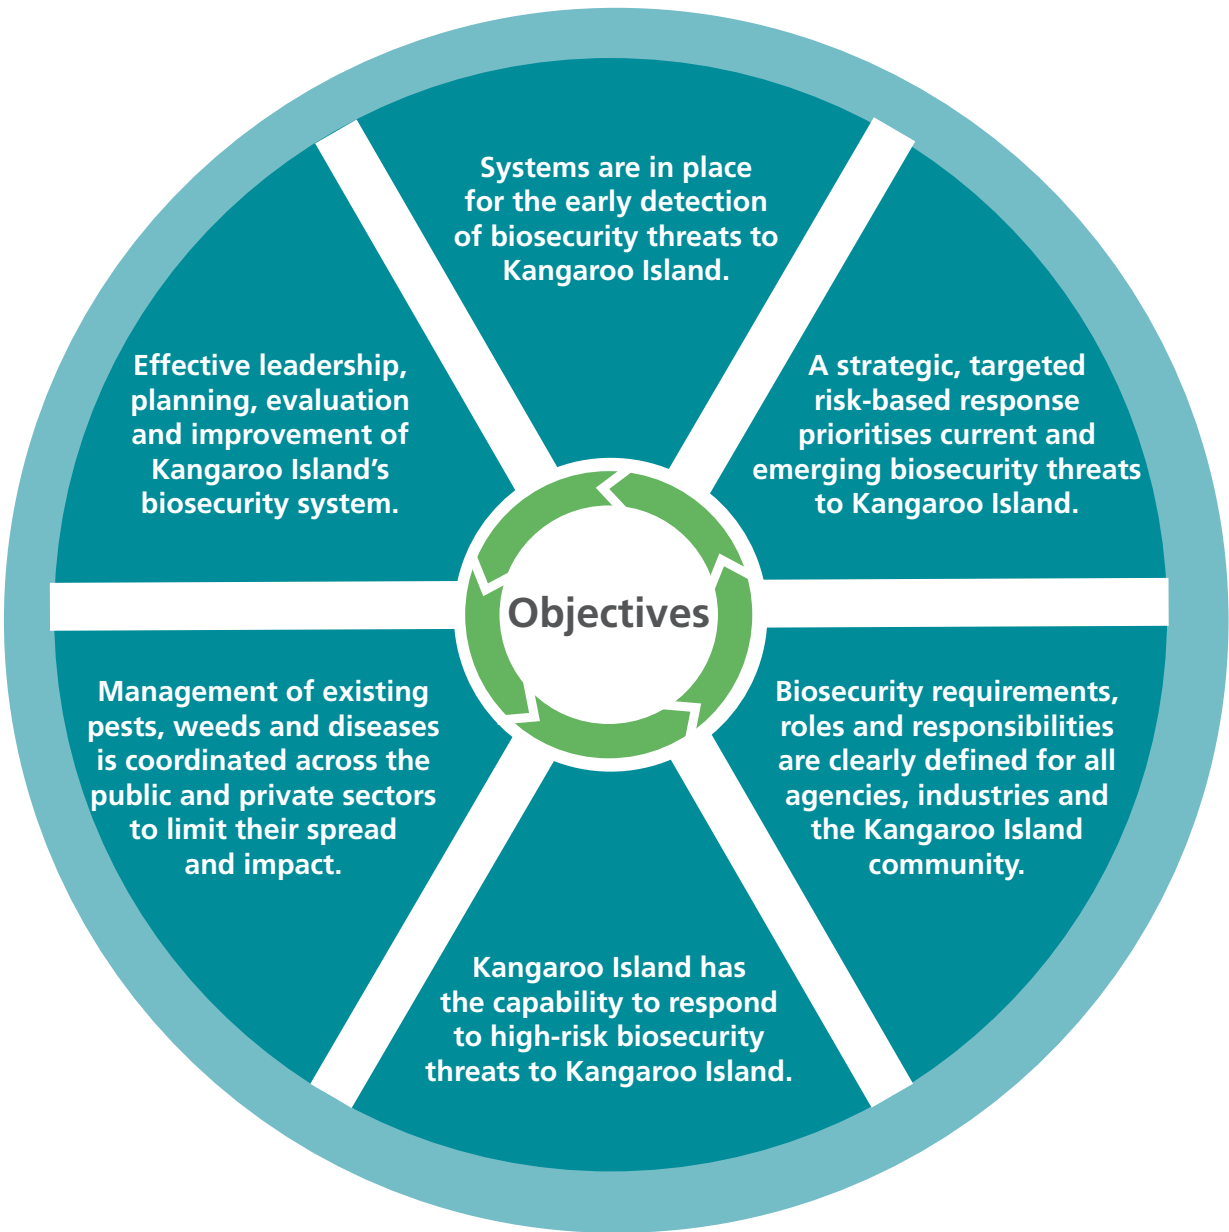 Systems are in place
for the early detection
of biosecurity threats to
Kangaroo Island.
A strategic, targeted
risk-based response
prioritises current and
emerging biosecurity threats
to Kangaroo Island.
Biosecurity requirements,
roles and responsibilities
are clearly defined for all
agencies, industries and
the Kangaroo Island
community.
Kangaroo Island has
the capability to respond
to high-risk biosecurity
threats to Kangaroo Island.
Management of existing
pests, weeds and diseases
is coordinated across the
public and private sectors
to limit their spread
and impact.
Effective leadership,
planning, evaluation
and improvement of
Kangaroo Island’s
biosecurity system.
Objectives